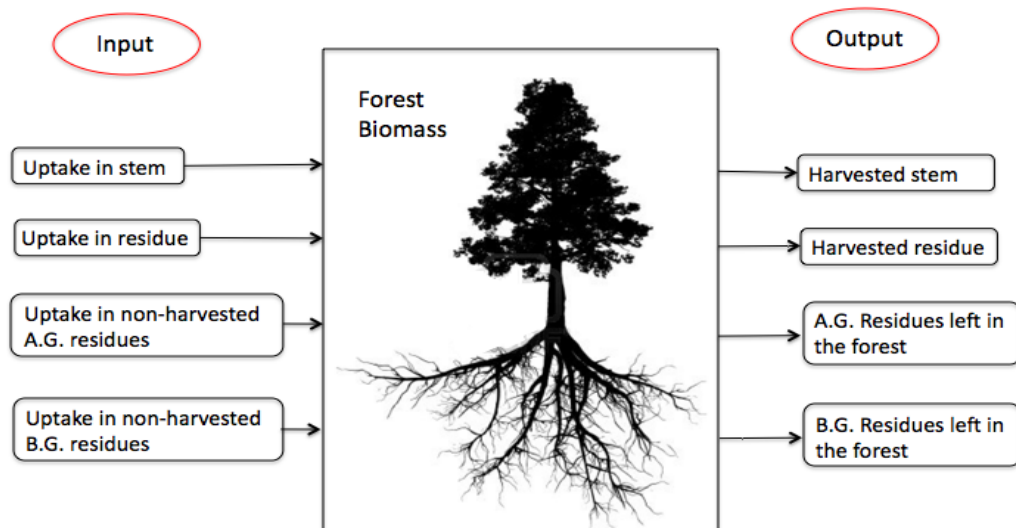 Input
Output
Forest
Biomass
Uptake in stem
Uptake in residue
Uptake in non-harvested
A.G. residues
Uptake in non-harvested
B.G. residues
Harvested stem
Harvested residue
A.G. Residues left in
the forest
B.G. Residues left in
the forest